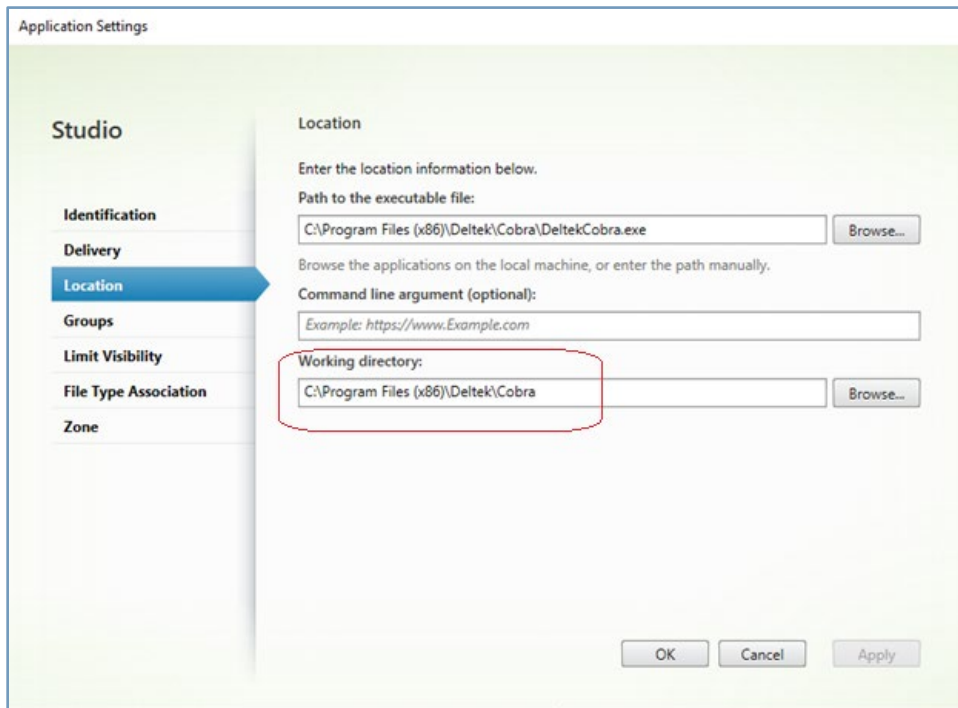 Application Settings
Studio
Identification
Delivery
Location
Groups
Limit Visibility
File Type Association
Zone
Location
Enter the location information below.
Path to the executable file:
C:\Program Files (x86)\Deltek\Cobra\DeltekCobra.exe
Browse...
Browse the applications on the local machine, or enter the path manually.
Command line argument (optional):
Example: https://www.Example.com
Working directory:
C:\Program Files (x86)\Deltek\Cobra
Browse...
OK
Cancel
Apply